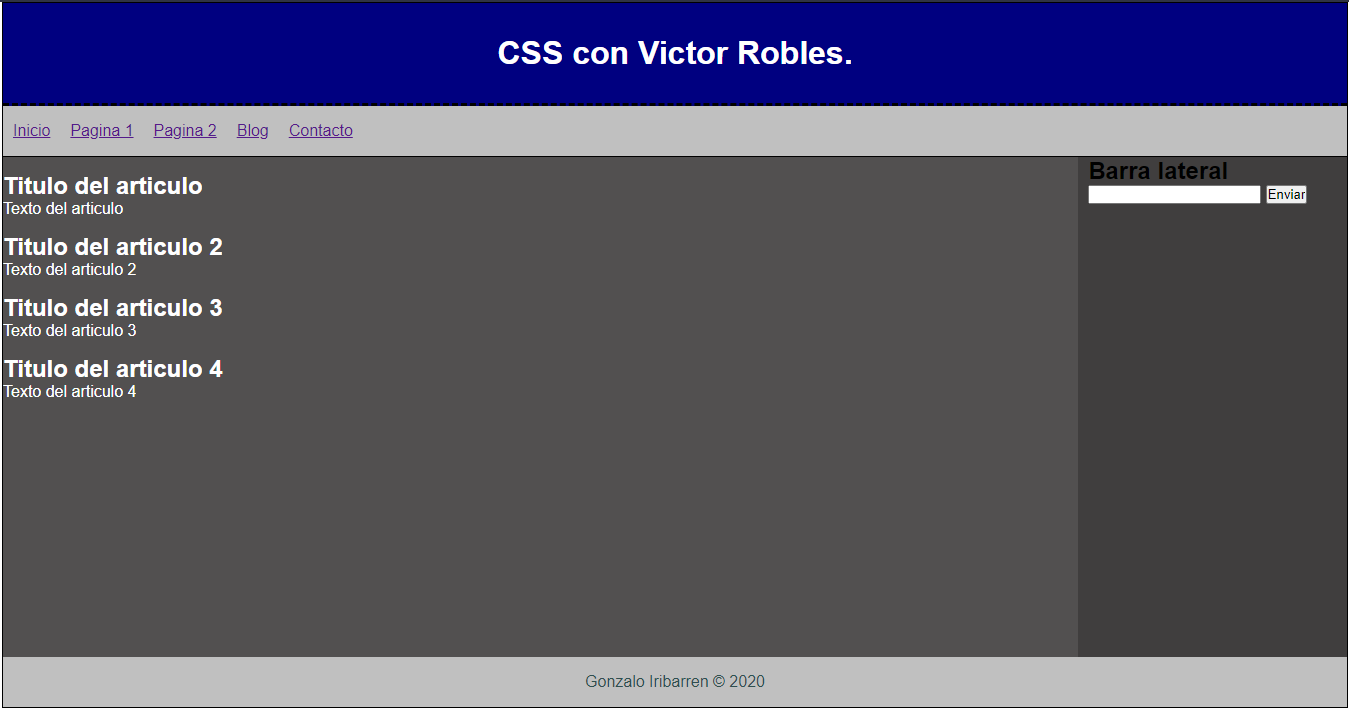 CSS con Victor Robles.
Inicio Pagina 1 Pagina 2 Blog Contacto
Titulo del articulo
Texto del articulo
Titulo del articulo 2
Texto del articulo 2
Titulo del articulo 3
Texto del articulo 3
Titulo del articulo 4
Texto del articulo 4
Barra lateral
Enviar
Gonzalo Iribarren © 2020